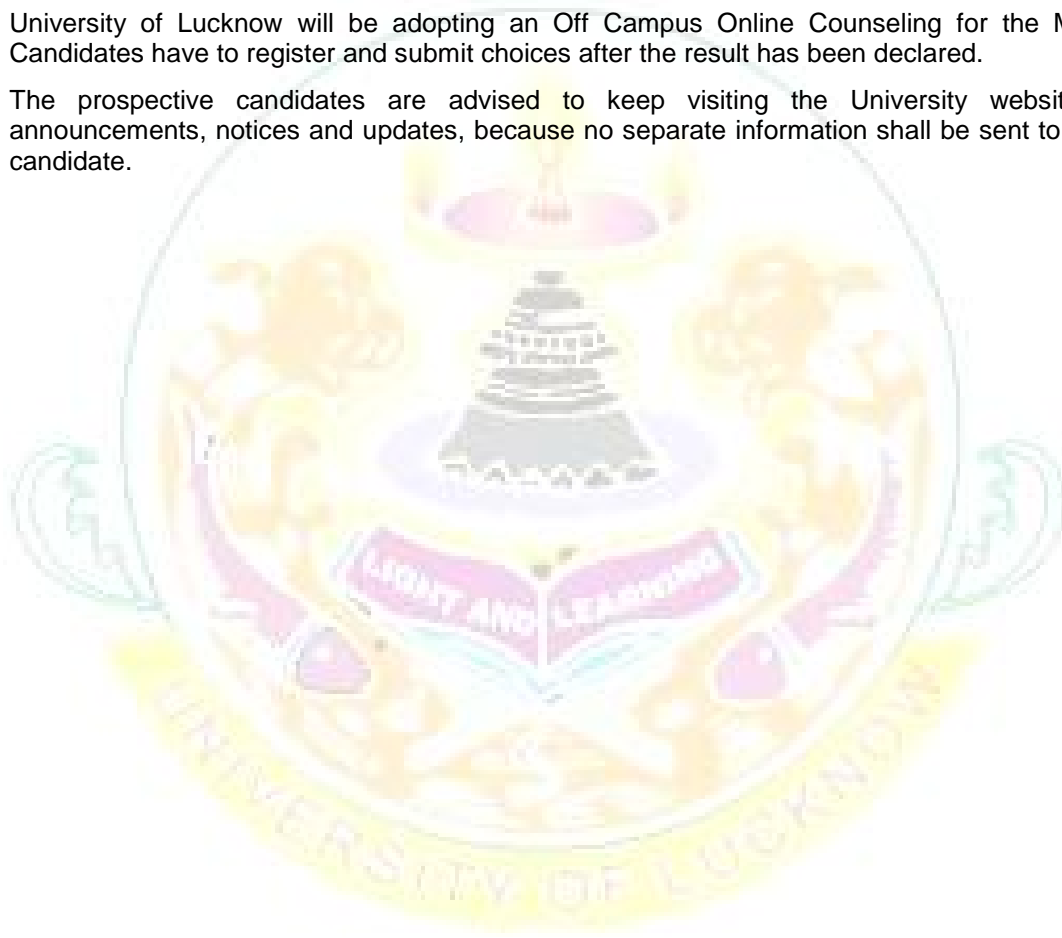 University of Lucknow will be adopting an Off Campus Online Counseling for the
Candidates have to register and submit choices after the result has been declared.
The prospective candidates are advised to keep visiting the University
announcements, notices and updates, because no separate information shall be sent to
candidate.
LIGHT AND LEARNING
UNIVERSITY OF LUCKNOW